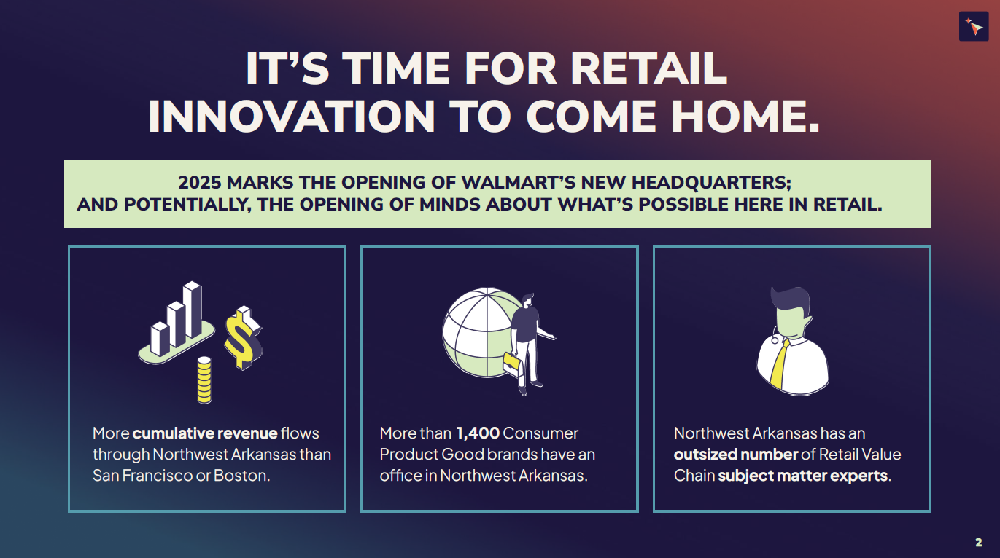 IT’S TIME FOR RETAIL
INNOVATION TO COME HOME.
2025 MARKS THE OPENING OF WALMART’S NEW HEADQUARTERS;
AND POTENTIALLY, THE OPENING OF MINDS ABOUT WHAT’S POSSIBLE HERE IN RETAIL.
More cumulative revenue flows
through Northwest Arkansas than
San Francisco or Boston.
More than 1,400 Consumer
Product Good brands have an
office in Northwest Arkansas.
Northwest Arkansas has an
outsized number of Retail Value
Chain subject matter experts.
2